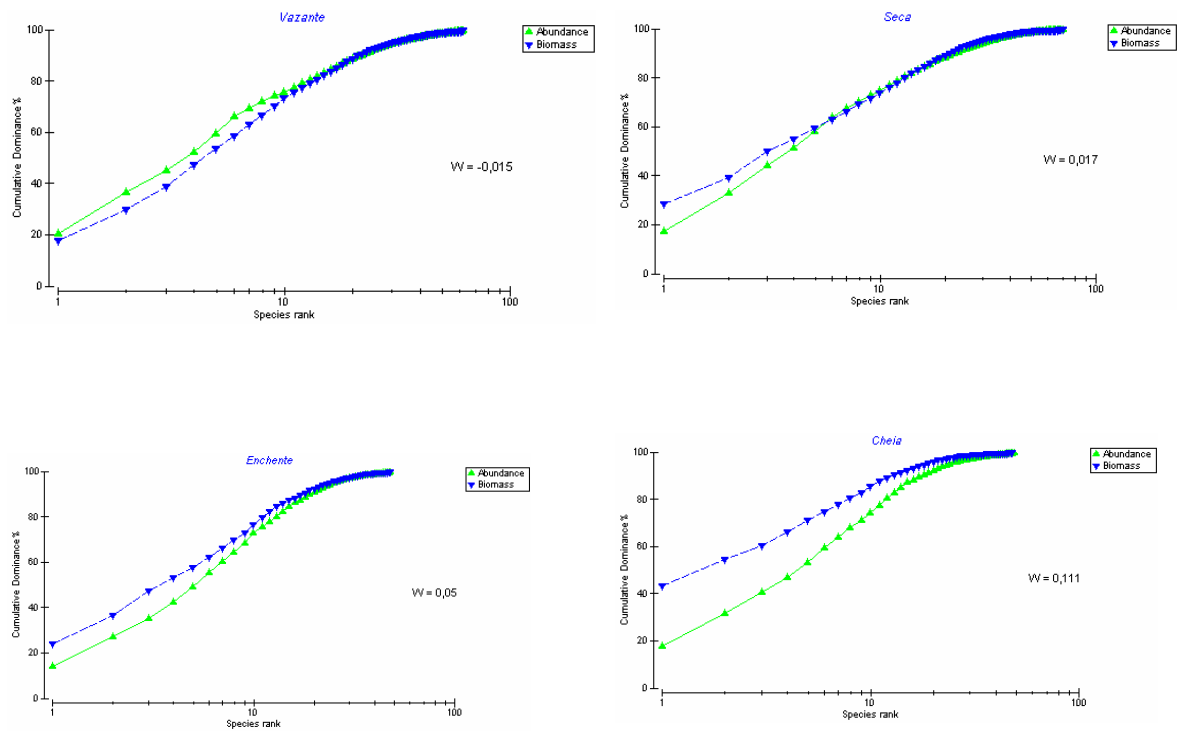 Vazante
Abundance
Biomass
Cumulative Dominance %
100
80
60
40
20
0
W = -0,015
1
10
100
Species rank
Seca
Abundance
Biomass
Cumulative Dominance %
100
80
60
40
20
0
W = 0,017
1
10
100
Species rank
Enchente
Abundance
Biomass
Cumulative Dominance %
100
80
60
40
20
0
W = 0,05
1
10
100
Species rank
Cheia
Abundance
Biomass
Cumulative Dominance %
100
80
60
40
20
0
W = 0,111
1
10
100
Species rank